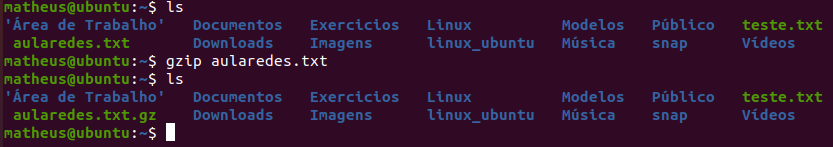 matheus@ubuntu:~$ ls
'Área de Trabalho' Documentos Exercicios Linux Modelos Público teste.txt
aularedes.txt Downloads Imagens linux_ubuntu Música snap Vídeos
matheus@ubuntu:~$ gzip aularedes.txt
matheus@ubuntu:~$ ls
'Área de Trabalho' Documentos Exercicios Linux Modelos Público teste.txt
aularedes.txt.gz Downloads Imagens linux_ubuntu Música snap Vídeos
matheus@ubuntu:~$